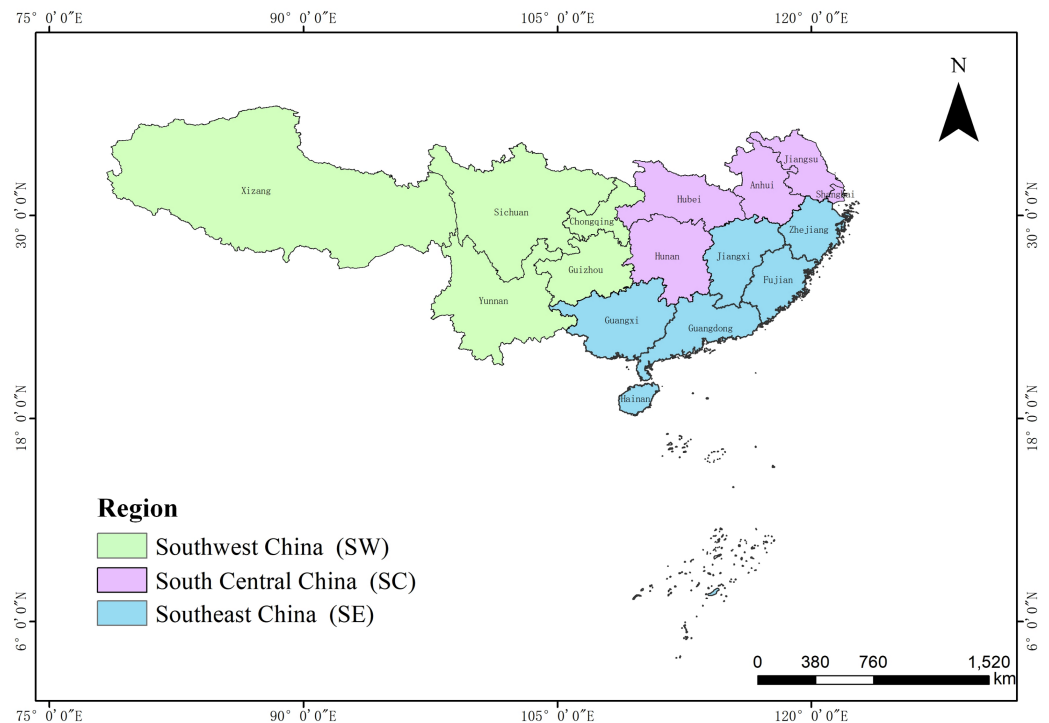 75° 0'0"E
90° 0'0"E
105° 0'0"E
120° 0'0"E
N
30° 0'0"N
30° 0'0"N
Jiangsu
Anhui
Shanghai
Xizang
Hubei
Sichuan
Chongqing
Zhejiang
Hunan
Jiangxi
Guizhou
Fujian
Yunnan
Guangxi
Guangdong
Hainan
18° 0'0"N
18° 0'0"N
Region
Southwest China (SW)
South Central China (SC)
Southeast China (SE)
6° 0'0"N
6° 0'0"N
0 380 760 1,520
km
75° 0'0"E
90° 0'0"E
105° 0'0"E
120° 0'0"E